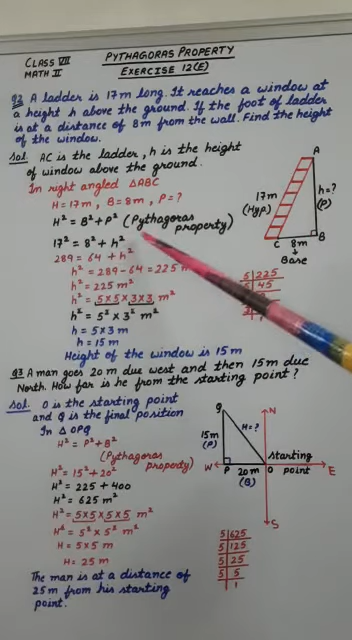 CLASS VII
MATH II
PYTHAGORAS PROPERTY
EXERCISE 12(E)
Q2 A ladder is 17m long. It reaches a window at
a height h above the ground. If the foot of ladder
is at a distance of 8m from the wall. Find the height
of the window.
Sol. AC is the ladder, h is the height
of window above the ground.
In right angled △ABC
H = 17m, B = 8m, P = ?
H² = B² + P² (Pythagoras
property)
17² = 8² + h²
289 = 64 + h²
h² = 289 - 64 = 225 m²
h² = 225 m²
h² = 5×5 × 3×3 m²
h² = 5² × 3² m²
h = 5×3 m
h = 15 m
Height of the window is 15 m
A
17m
(Hyp)
h = ?
(P)
C 8m B
Base
5 225
5 45
Q3 A man goes 20 m due west and then 15m due
North. How far is he from the starting point?
Sol. O is the starting point
and Q is the final position
In △ OPQ
H² = P² + B²
(Pythagoras
property)
H² = 15² + 20²
H² = 225 + 400
H² = 625 m²
H² = 5×5 × 5×5 m²
H² = 5² × 5² m²
H = 5×5 m
H = 25 m
The man is at a distance of
25 m from his starting
point.
Q
N
15m
(P)
H = ?
starting
point
W P 20m O E
(B)
S
5 625
5 125
5 25
5 5
1